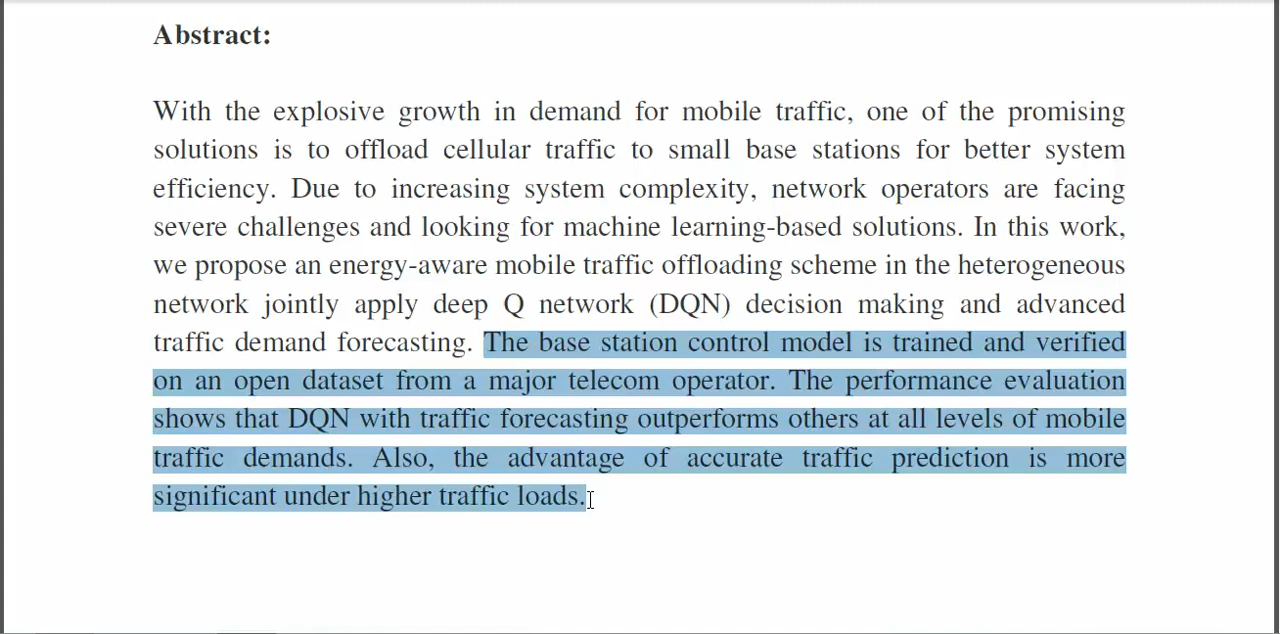 Abstract:
With the explosive growth in demand for mobile traffic, one of the promising
solutions is to offload cellular traffic to small base stations for better system
efficiency. Due to increasing system complexity, network operators are facing
severe challenges and looking for machine learning-based solutions. In this work,
we propose an energy-aware mobile traffic offloading scheme in the heterogeneous
network jointly apply deep Q network (DQN) decision making and advanced
traffic demand forecasting. The base station control model is trained and verified
on an open dataset from a major telecom operator. The performance evaluation
shows that DQN with traffic forecasting outperforms others at all levels of mobile
traffic demands. Also, the advantage of accurate traffic prediction is more
significant under higher traffic loads.